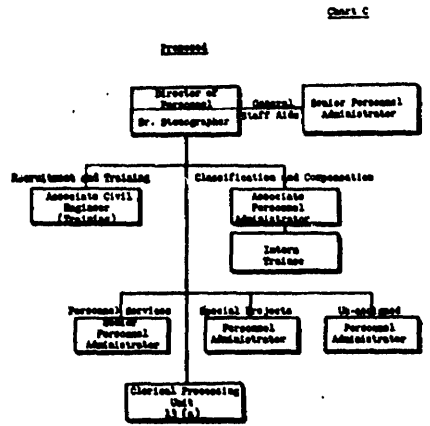 Chart C
Proposed
Director of
Personnel
Sr. Stenographer
General
Staff Aide
Senior Personnel
Administrator
Recruitment and Training
Associate Civil
Engineer
(Training)
Classification and Compensation
Associate
Personnel
Administrator
Intern
Trainee
Personnel Services
Senior
Personnel
Administrator
Special Projects
Personnel
Administrator
Un-assigned
Personnel
Administrator
Clerical Processing
Unit